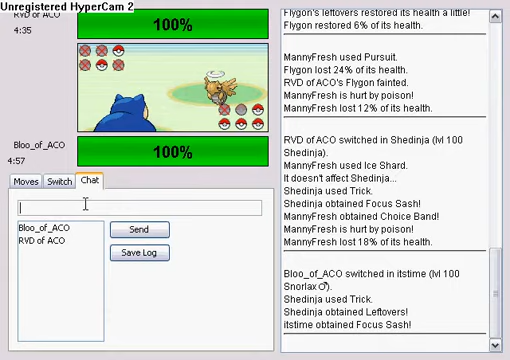 Unregistered HyperCam 2
RVD of ACO
4:35
100%
Bloo_of_ACO
4:57
100%
Moves
Switch
Chat
Send
Save Log
Bloo_of_ACO
RVD of ACO
Flygon's leftovers restored its health a little!
Flygon restored 6% of its health.
MannyFresh used Pursuit.
Flygon lost 24% of its health.
RVD of ACO's Flygon fainted.
MannyFresh is hurt by poison!
MannyFresh lost 12% of its health.
RVD of ACO switched in Shedinja (lvl 100
Shedinja).
MannyFresh used Ice Shard.
It doesn't affect Shedinja...
Shedinja used Trick.
Shedinja obtained Focus Sash!
MannyFresh obtained Choice Band!
MannyFresh is hurt by poison!
MannyFresh lost 18% of its health.
Bloo_of_ACO switched in itstime (lvl 100
Snorlax ♂).
Shedinja used Trick.
Shedinja obtained Leftovers!
itstime obtained Focus Sash!